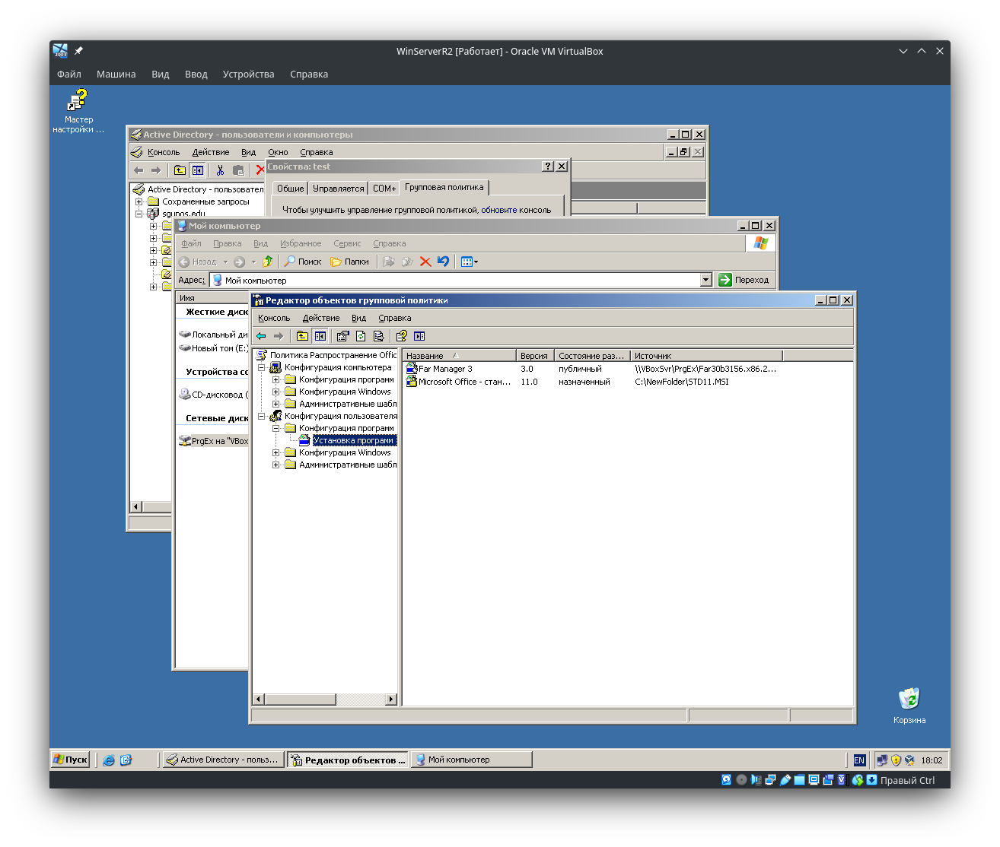 WinServerR2 [Работает] - Oracle VM VirtualBox
Файл Машина Вид Ввод Устройства Справка
Мастер
настройки ...
Active Directory - пользователи и компьютеры
Консоль Действие Вид Окно Справка
Свойства: test
Общие Управляется COM+ Групповая политика
Чтобы улучшить управление групповой политикой, обновите консоль
Active Directory - пользовател
Сохраненные запросы
sgunos.edu
Мой компьютер
Файл Правка Вид Избранное Сервис Справка
Назад Поиск Папки
Адрес: Мой компьютер Переход
Имя
Жесткие диск
Локальный ди
Новый том (E:)
Устройства со
CD-дисковод (
Сетевые диск
PrgEx на "VBox
Редактор объектов групповой политики
Консоль Действие Вид Справка
Политика Распространение Offic
Конфигурация компьютера
Конфигурация программ
Конфигурация Windows
Административные шабл
Конфигурация пользователя
Конфигурация программ
Установка программ
Конфигурация Windows
Административные шабл
Название Версия Состояние раз... Источник
Far Manager 3 3.0 публичный \\VBoxSvr\PrgEx\Far30b3156.x86.2...
Microsoft Office - стан... 11.0 назначенный C:\NewFolder\STD11.MSI
Корзина
Пуск Active Directory - польз... Редактор объектов ... Мой компьютер EN 18:02
Правый Ctrl